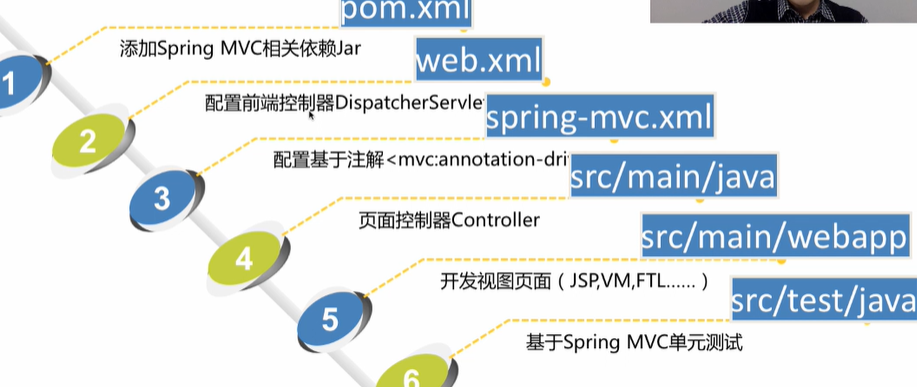 pom.xml
添加Spring MVC相关依赖Jar
1
web.xml
配置前端控制器DispatcherServle
2
spring-mvc.xml
配置基于注解<mvc:annotation-dri
3
src/main/java
页面控制器Controller
4
src/main/webapp
开发视图页面（JSP,VM,FTL……）
5
src/test/java
基于Spring MVC单元测试
6